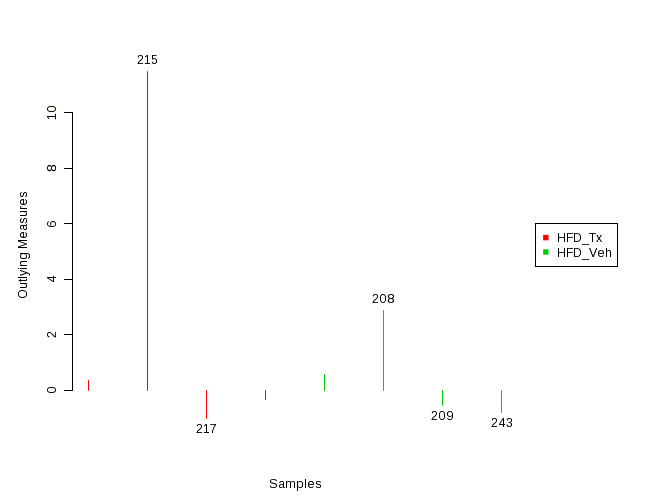 215
10
8
6
4
2
0
Outlying Measures
208
217
209
243
HFD_Tx
HFD_Veh
Samples